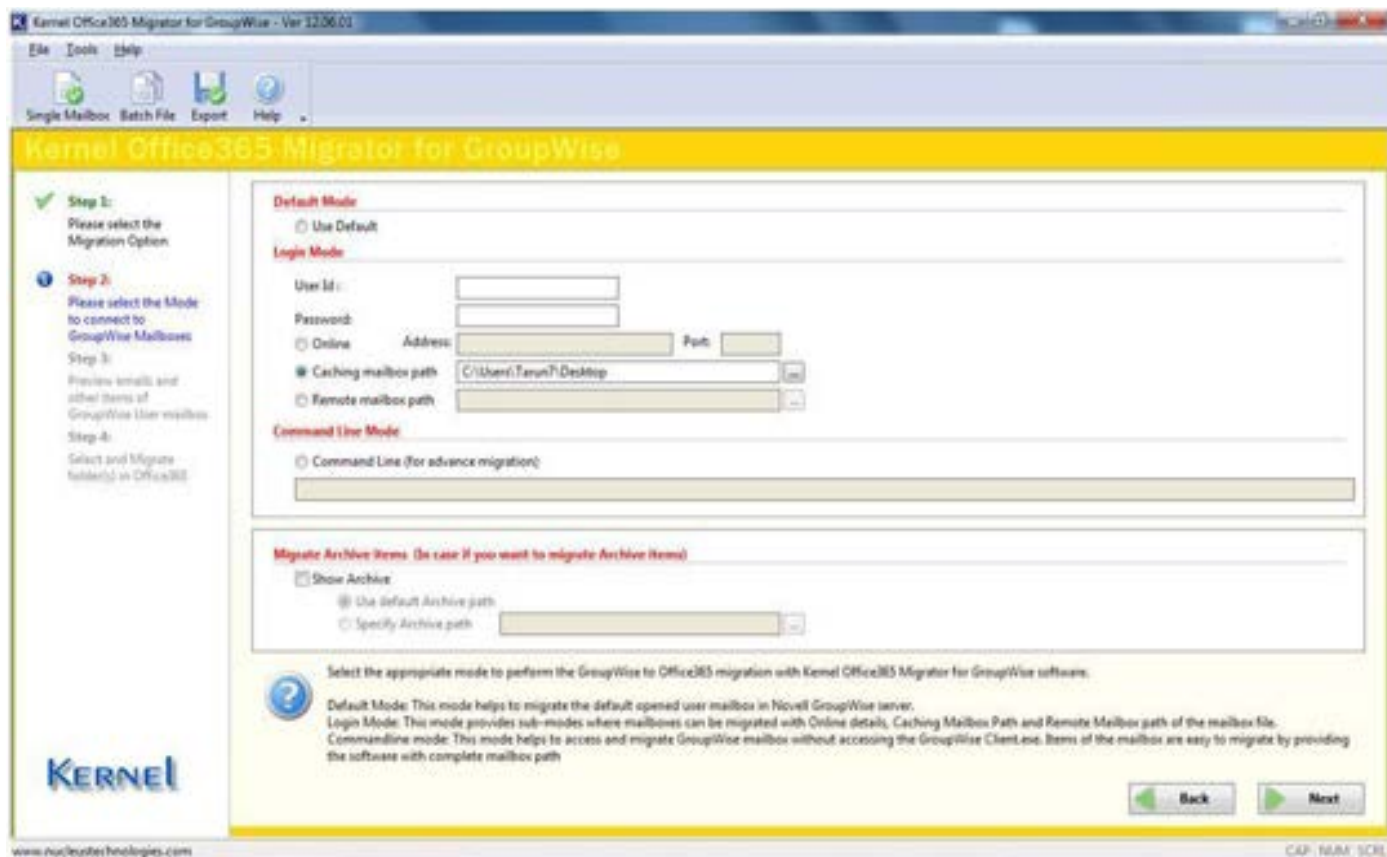 Kernel Office365 Migrator for GroupWise - Ver 12.06.01
File Tools Help
Single Mailbox Batch File Export Help
Kernel Office365 Migrator for GroupWise
Step 1:
Please select the
Migration Option
Step 2:
Please select the Mode
to connect to
GroupWise Mailboxes
Step 3:
Preview emails and
other items of
GroupWise User mailbox
Step 4:
Select and Migrate
folder(s) in Office365
KERNEl
Default Mode
Use Default
Login Mode
User Id :
Password:
Online Address: Port:
Caching mailbox path C:\Users\Tarun7\Desktop ...
Remote mailbox path ...
Command Line Mode
Command Line (for advance migration)
Migrate Archive items (In case if you want to migrate Archive items)
Show Archive
Use default Archive path
Specify Archive path ...
Select the appropriate mode to perform the GroupWise to Office365 migration with Kernel Office365 Migrator for GroupWise software.
Default Mode: This mode helps to migrate the default opened user mailbox in Novell GroupWise server.
Login Mode: This mode provides sub-modes where mailboxes can be migrated with Online details, Caching Mailbox Path and Remote Mailbox path of the mailbox file.
Commandline mode: This mode helps to access and migrate GroupWise mailbox without accessing the GroupWise Client.exe. Items of the mailbox are easy to migrate by providing
the software with complete mailbox path
Back Next
www.nucleustechnologies.com CAP NUM SCRL